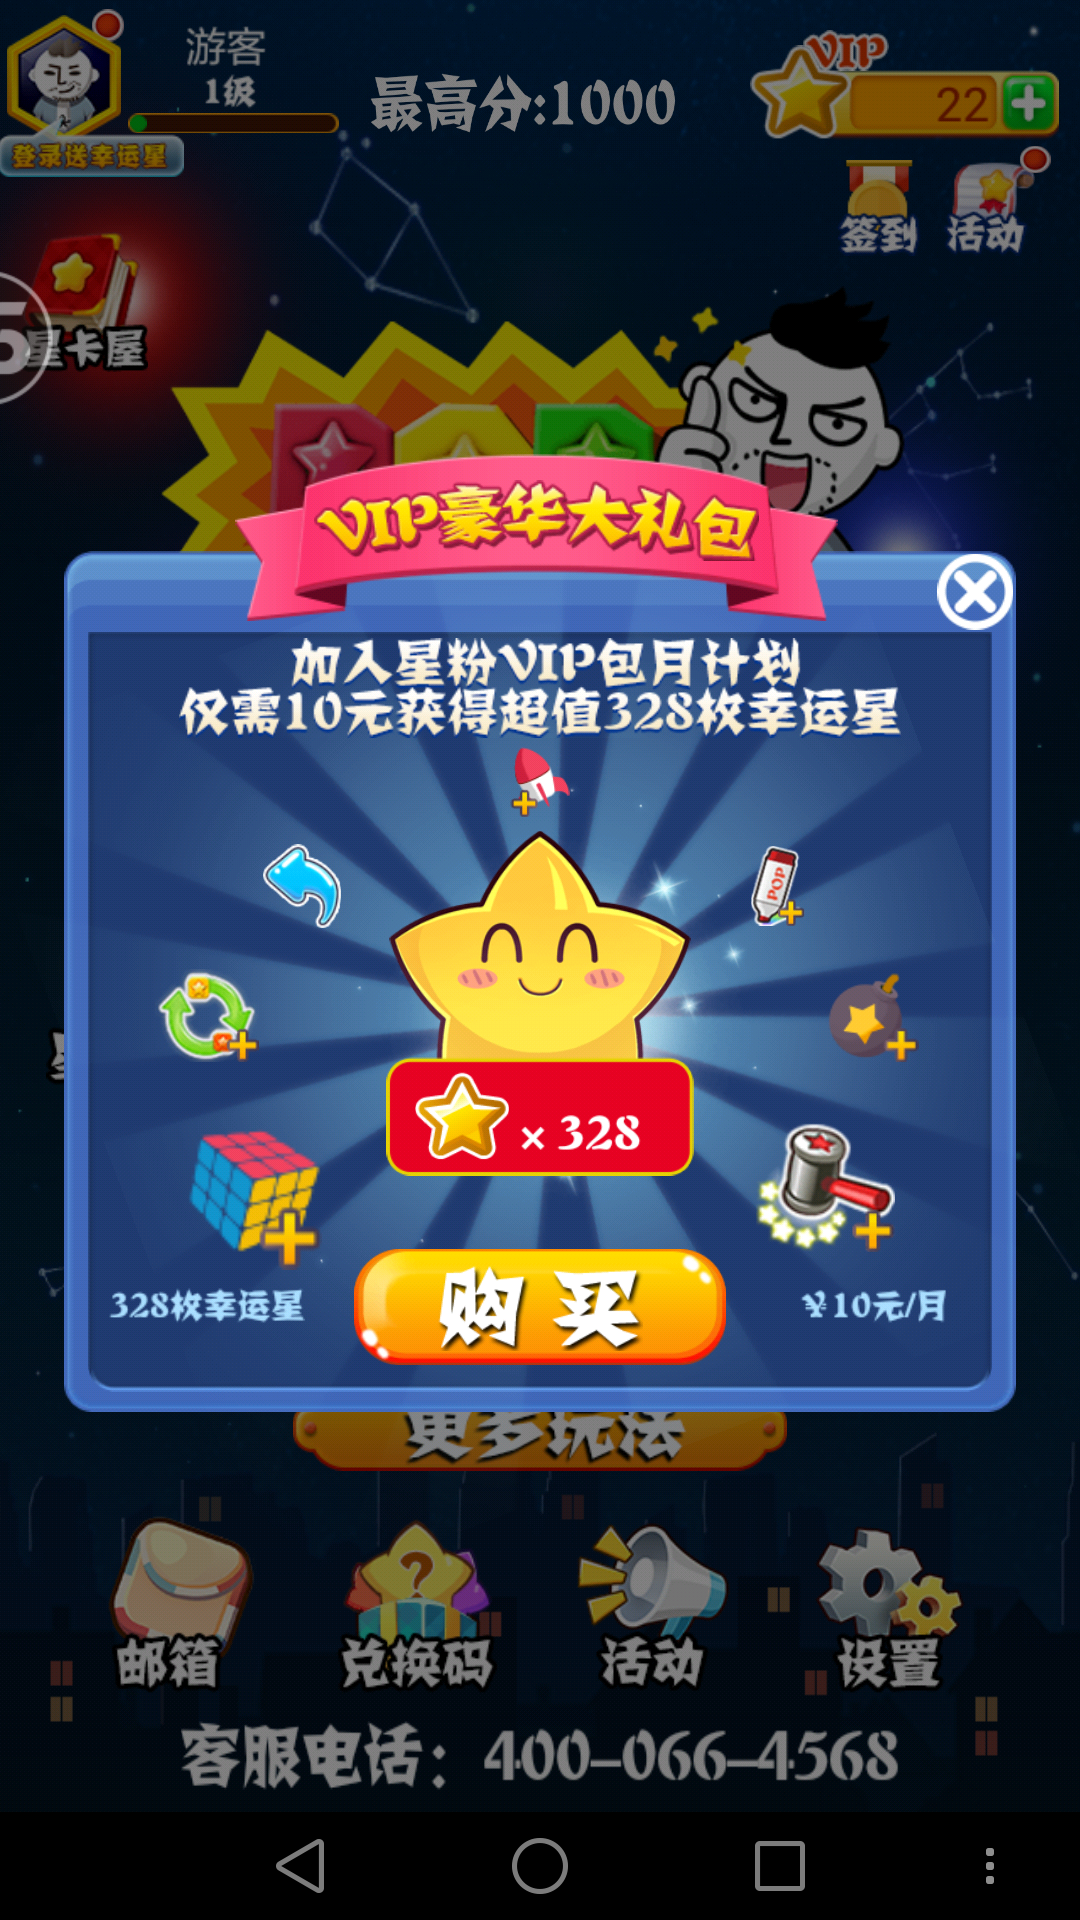 游客
1级
最高分:1000
VIP
22
登录送幸运星
签到
活动
星卡屋
VIP豪华大礼包
加入星粉VIP包月计划
仅需10元获得超值328枚幸运星
POP
× 328
328枚幸运星
购买
¥10元/月
更多玩法
邮箱
兑换码
活动
设置
客服电话：400-066-4568